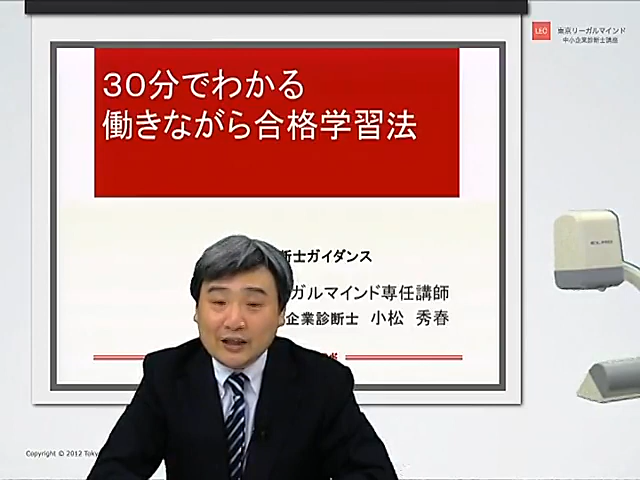 LEC 東京リーガルマインド
中小企業診断士講座
30分でわかる
働きながら合格学習法
断士ガイダンス
ーガルマインド専任講師
企業診断士 小松 秀春
Copyright © 2012 Tokyo